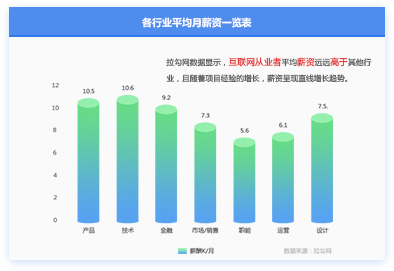 各行业平均月薪资一览表
拉勾网数据显示，互联网从业者平均薪资远远高于其他行
业，且随着项目经验的增长，薪资呈现直线增长趋势。
12
10
8
6
4
2
0
10.5
10.6
9.2
7.3
5.6
6.1
7.5.
产品
技术
金融
市场/销售
职能
运营
设计
薪酬K/月
数据来源：拉勾网